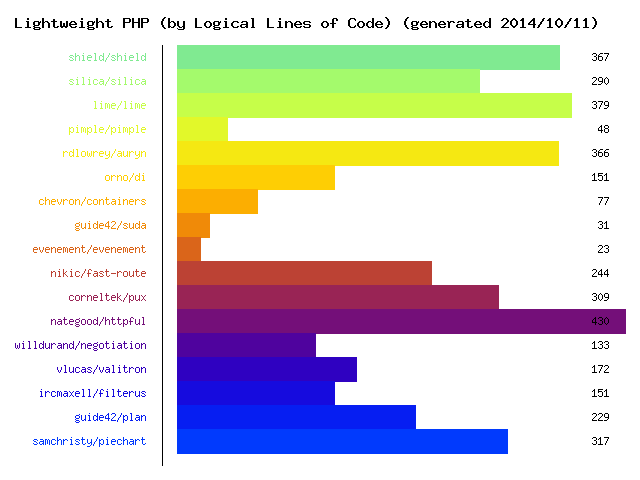 Lightweight PHP (by Logical Lines of Code) (generated 2014/10/11)
shield/shield 367
silica/silica 290
lime/lime 379
pimple/pimple 48
rdlowrey/auryn 366
orno/di 151
chevron/containers 77
guide42/suda 31
evenement/evenement 23
nikic/fast-route 244
corneltek/pux 309
nategood/httpful 430
willdurand/negotiation 133
vlucas/valitron 172
ircmaxell/filterus 151
guide42/plan 229
samchristy/piechart 317